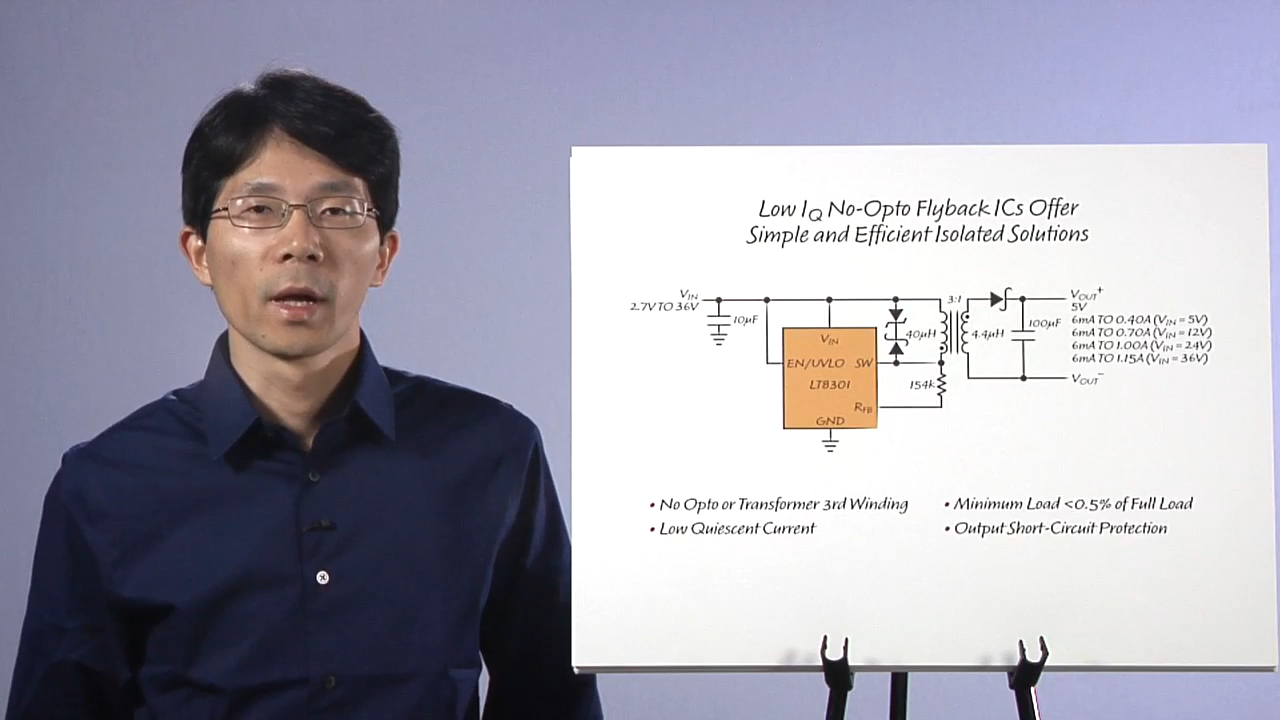 Low IQ No-Opto Flyback ICs Offer
Simple and Efficient Isolated Solutions
VIN
2.7V TO 36V
10µF
VIN
EN/UVLO SW
LT8301
RFB
GND
40µH
154k
3:1
4.4µH
100µF
VOUT+
5V
6mA TO 0.40A (VIN = 5V)
6mA TO 0.70A (VIN = 12V)
6mA TO 1.00A (VIN = 24V)
6mA TO 1.15A (VIN = 36V)
VOUT−
• No Opto or Transformer 3rd Winding
• Low Quiescent Current
• Minimum Load <0.5% of Full Load
• Output Short-Circuit Protection